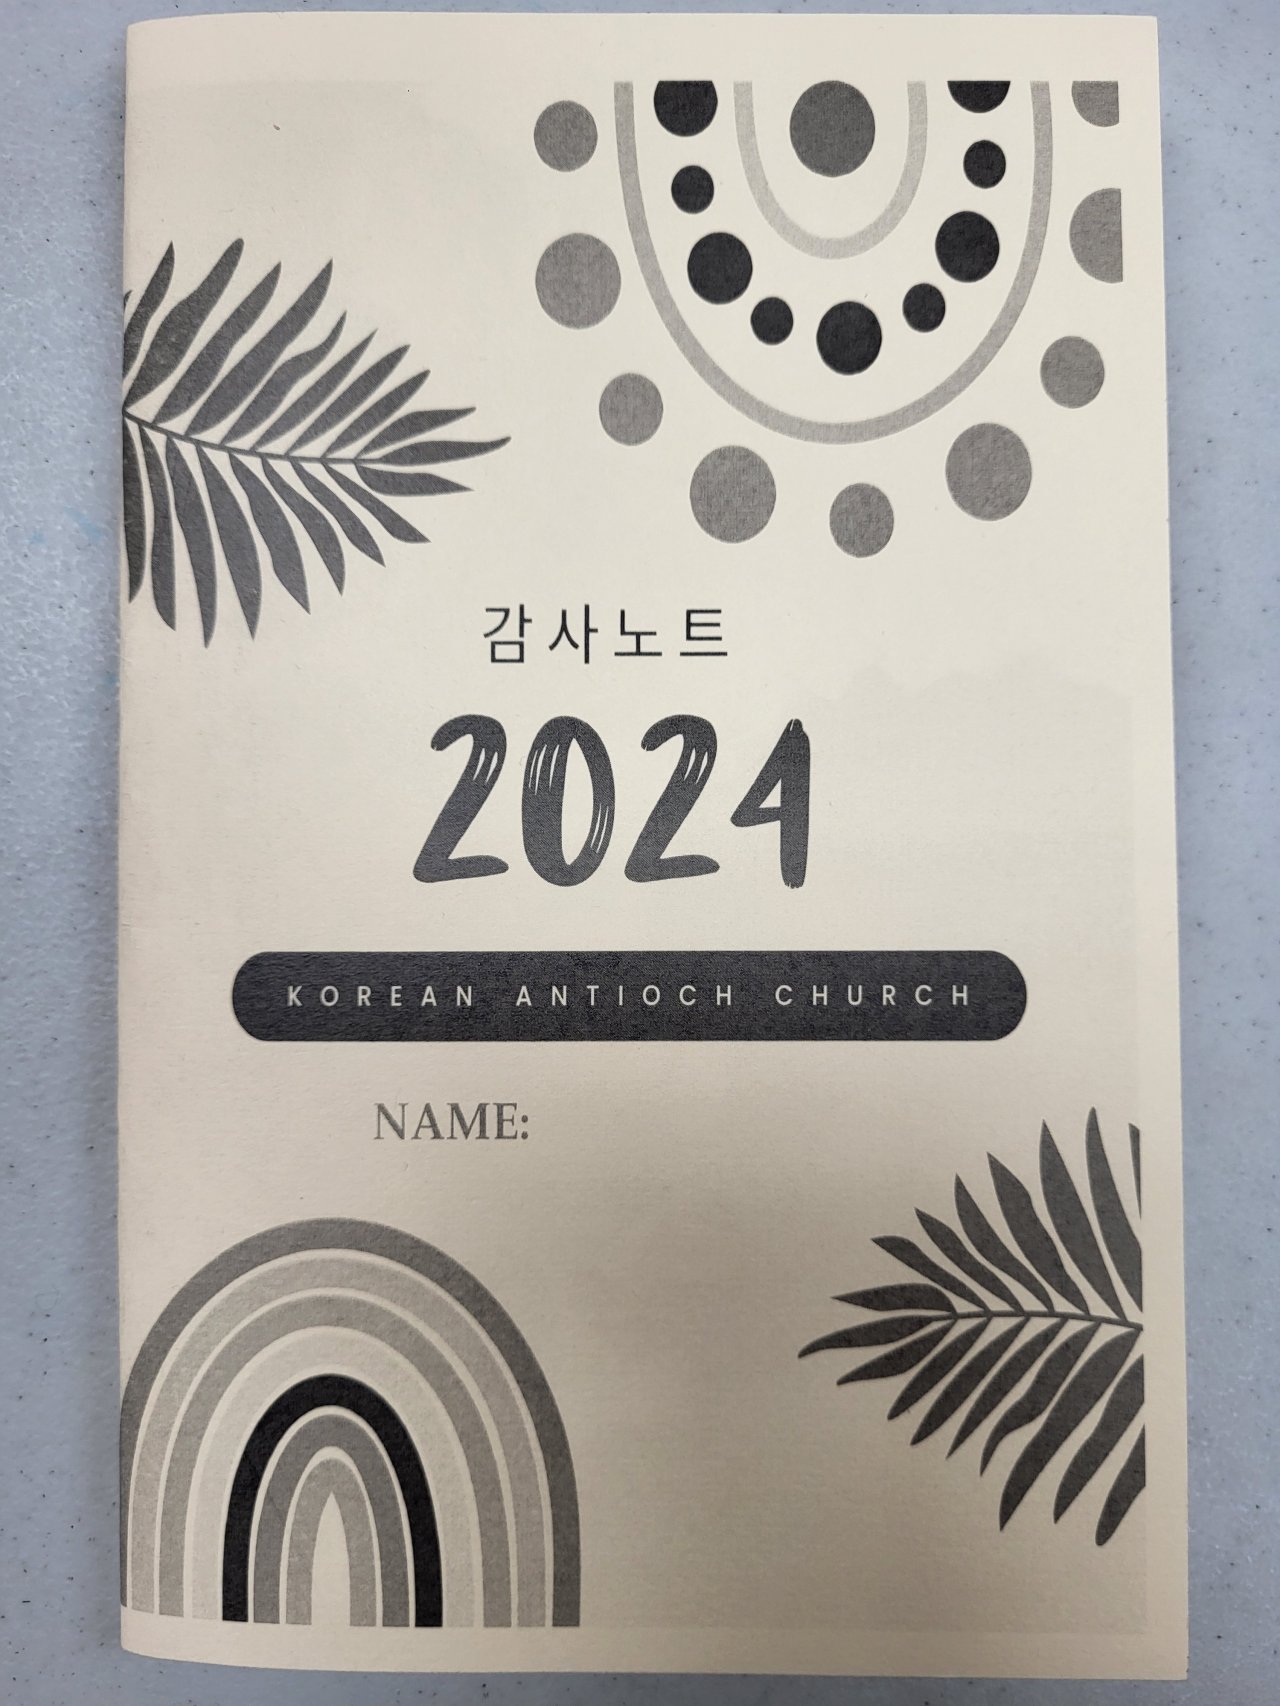 감사노트
2024
KOREAN ANTIOCH CHURCH
NAME: